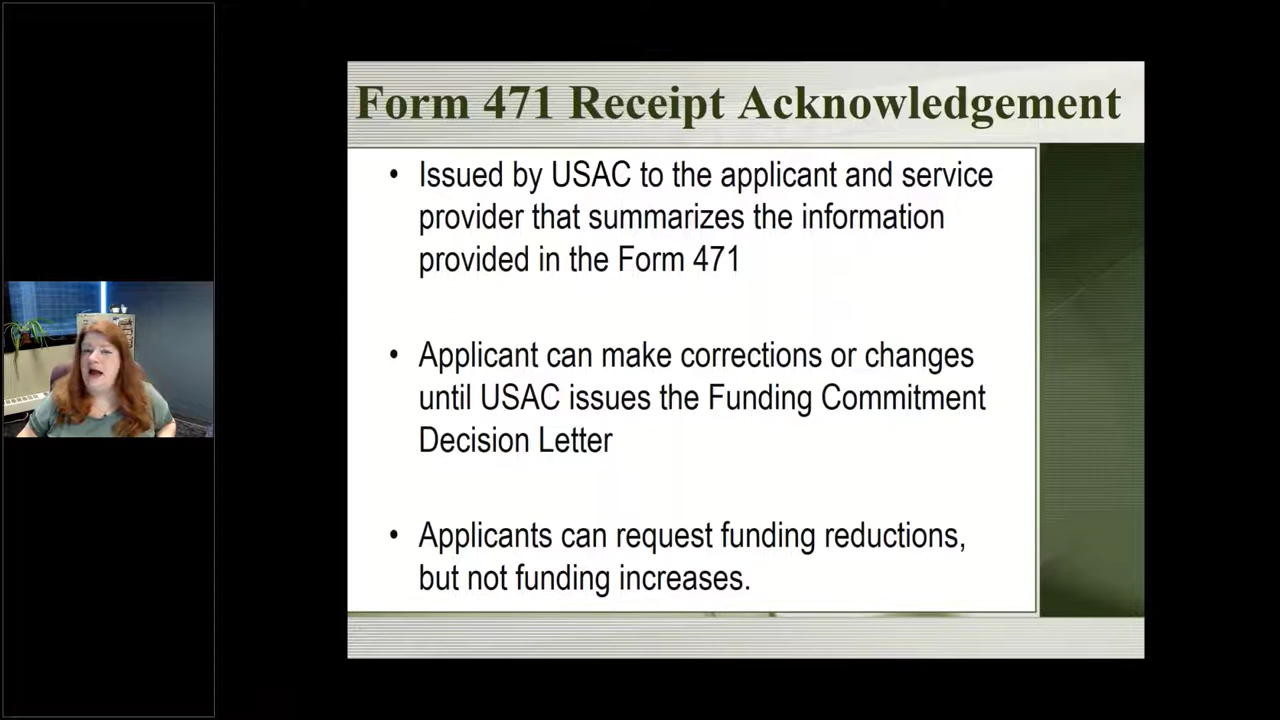 Form 471 Receipt Acknowledgement
• Issued by USAC to the applicant and service
provider that summarizes the information
provided in the Form 471
• Applicant can make corrections or changes
until USAC issues the Funding Commitment
Decision Letter
• Applicants can request funding reductions,
but not funding increases.